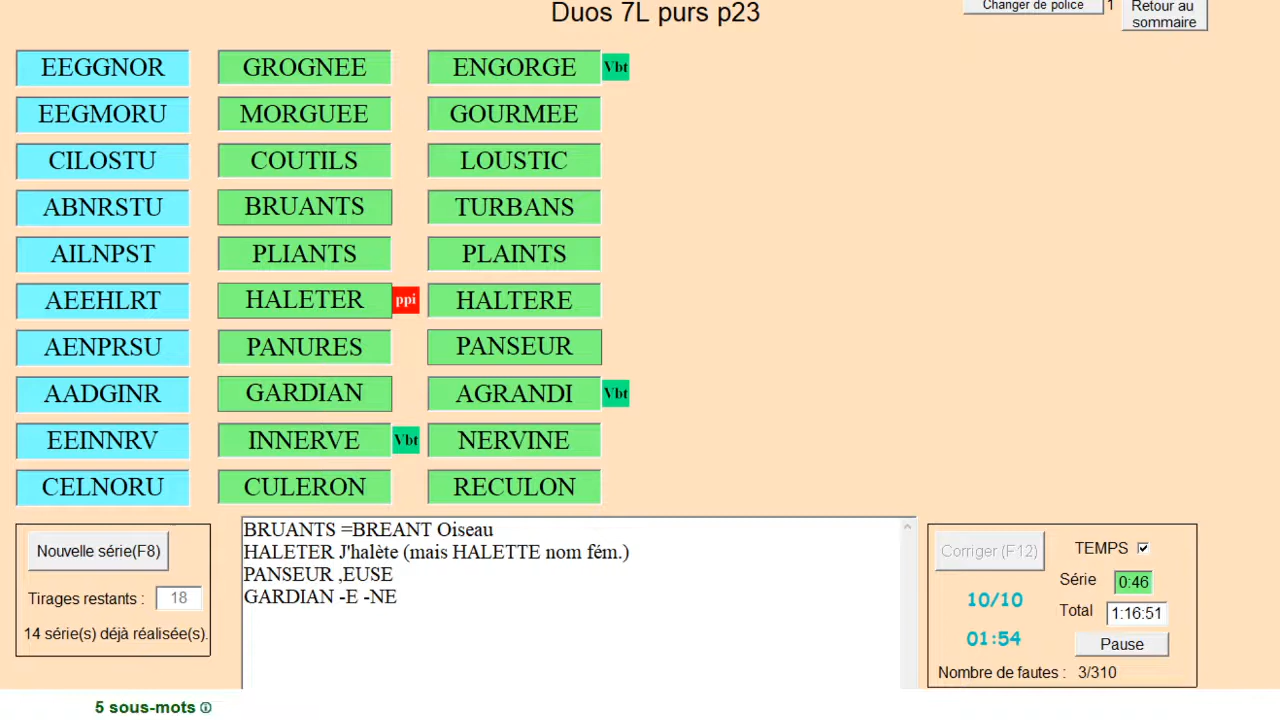 Duos 7L purs p23
Changer de police 1 Retour au sommaire
EEGGNOR GROGNEE ENGORGE Vbt
EEGMORU MORGUEE GOURMEE
CILOSTU COUTILS LOUSTIC
ABNRSTU BRUANTS TURBANS
AILNPST PLIANTS PLAINTS
AEEHLRT HALETER ppi HALTERE
AENPRSU PANURES PANSEUR
AADGINR GARDIAN AGRANDI Vbt
EEINNRV INNERVE Vbt NERVINE
CELNORU CULERON RECULON
Nouvelle série(F8)
Tirages restants : 18
14 série(s) déjà réalisée(s).
BRUANTS =BREANT Oiseau
HALETER J'halète (mais HALETTE nom fém.)
PANSEUR ,EUSE
GARDIAN -E -NE
Corriger (F12) TEMPS
Série 0:46
10/10
Total 1:16:51
01:54
Pause
Nombre de fautes : 3/310
5 sous-mots